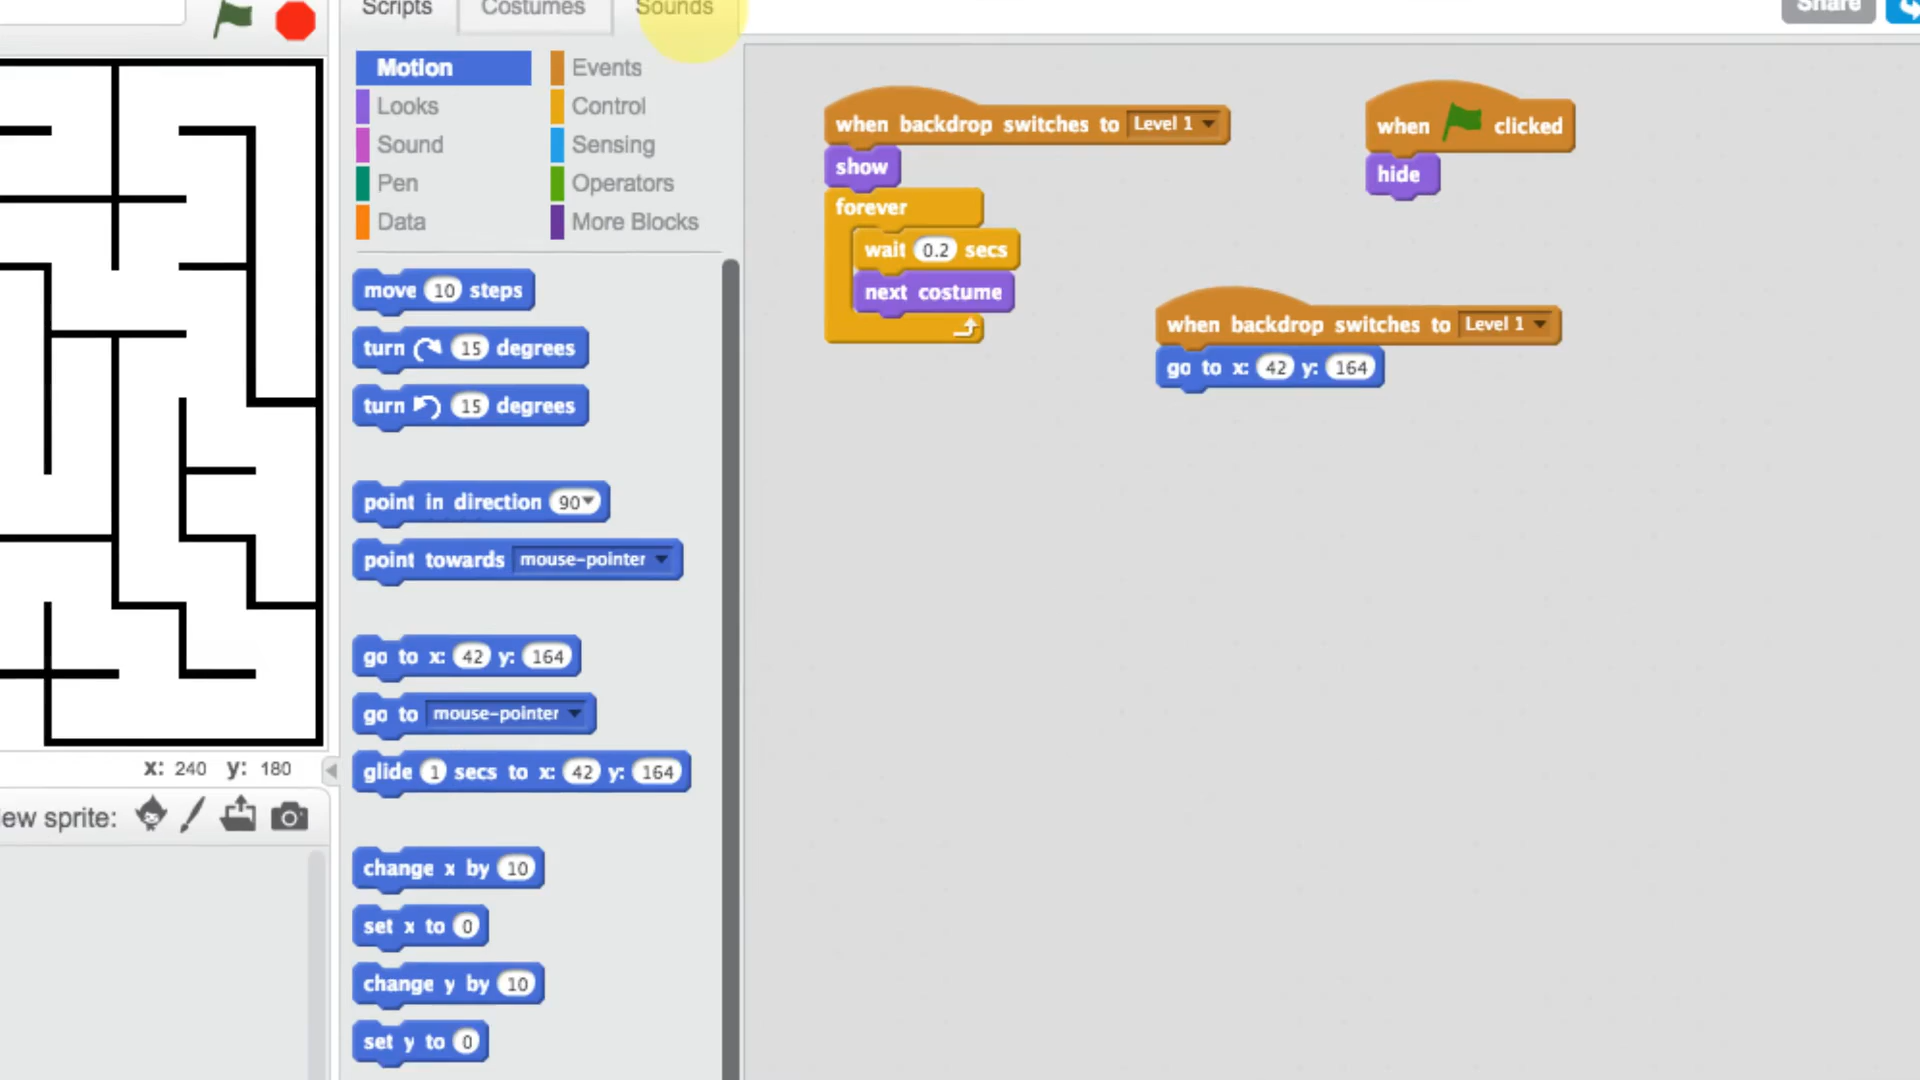 Scripts
Costumes
Sounds
Share
Motion
Events
Looks
Control
Sound
Sensing
Pen
Operators
Data
More Blocks
move 10 steps
turn 15 degrees
turn 15 degrees
point in direction 90
point towards mouse-pointer
go to x: 42 y: 164
go to mouse-pointer
glide 1 secs to x: 42 y: 164
change x by 10
set x to 0
change y by 10
set y to 0
when backdrop switches to Level 1
show
forever
wait 0.2 secs
next costume
when clicked
hide
when backdrop switches to Level 1
go to x: 42 y: 164
x: 240 y: 180
ew sprite: